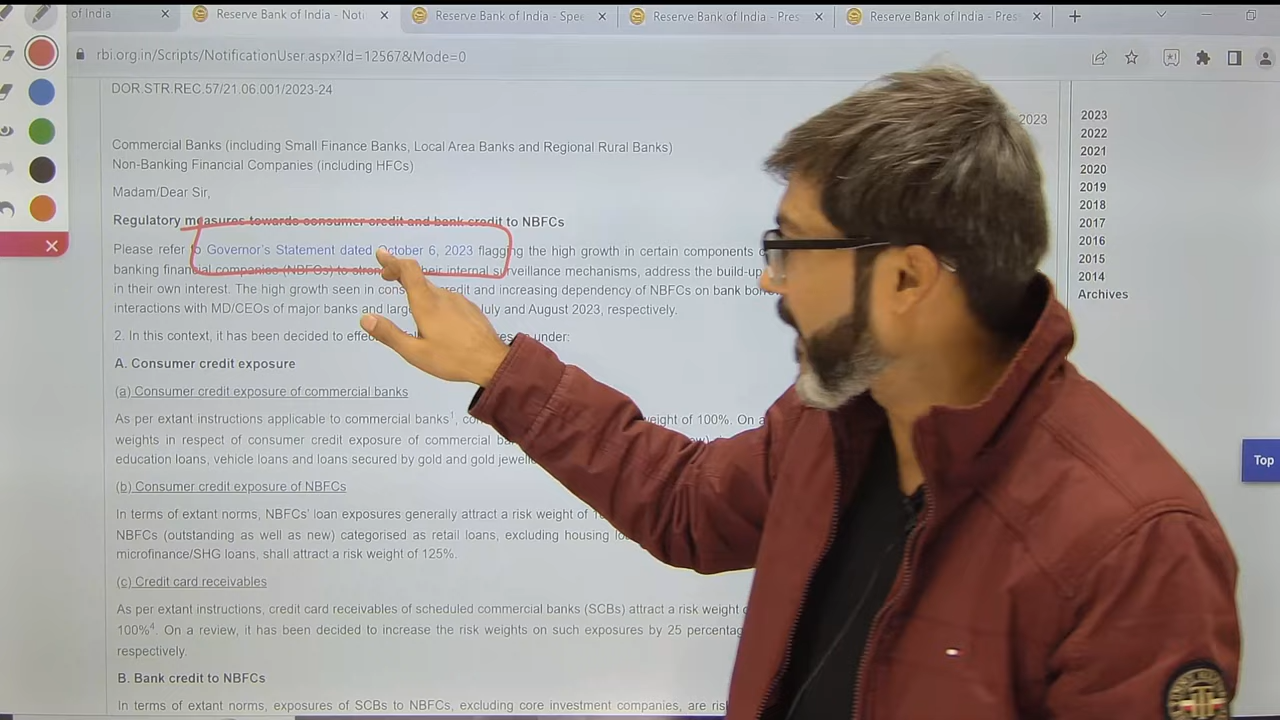 of India
Reserve Bank of India - Noti
Reserve Bank of India - Spee
Reserve Bank of India - Pres
Reserve Bank of India - Pres
rbi.org.in/Scripts/NotificationUser.aspx?Id=12567&Mode=0
DOR.STR.REC.57/21.06.001/2023-24
2023
Commercial Banks (including Small Finance Banks, Local Area Banks and Regional Rural Banks)
Non-Banking Financial Companies (including HFCs)
Madam/Dear Sir,
Regulatory measures towards consumer credit and bank credit to NBFCs
Please refer to Governor's Statement dated October 6, 2023 flagging the high growth in certain components
banking financial companies (NBFCs) to their internal surveillance mechanisms, address the build-up
in their own interest. The high growth seen in credit and increasing dependency of NBFCs on bank
interactions with MD/CEOs of major banks and July and August 2023, respectively.
2. In this context, it has been decided to under:
A. Consumer credit exposure
(a) Consumer credit exposure of commercial banks
As per extant instructions applicable to commercial banks1, weight of 100%. On a
weights in respect of consumer credit exposure of commercial
education loans, vehicle loans and loans secured by gold and gold
(b) Consumer credit exposure of NBFCs
In terms of extant norms, NBFCs' loan exposures generally attract a risk weight of
NBFCs (outstanding as well as new) categorised as retail loans, excluding housing
microfinance/SHG loans, shall attract a risk weight of 125%.
(c) Credit card receivables
As per extant instructions, credit card receivables of scheduled commercial banks (SCBs) attract a risk weight
100%4. On a review, it has been decided to increase the risk weights on such exposures by 25
respectively.
B. Bank credit to NBFCs
In terms of extant norms, exposures of SCBs to NBFCs, excluding core investment companies, are
2023
2022
2021
2020
2019
2018
2017
2016
2015
2014
Archives
Top